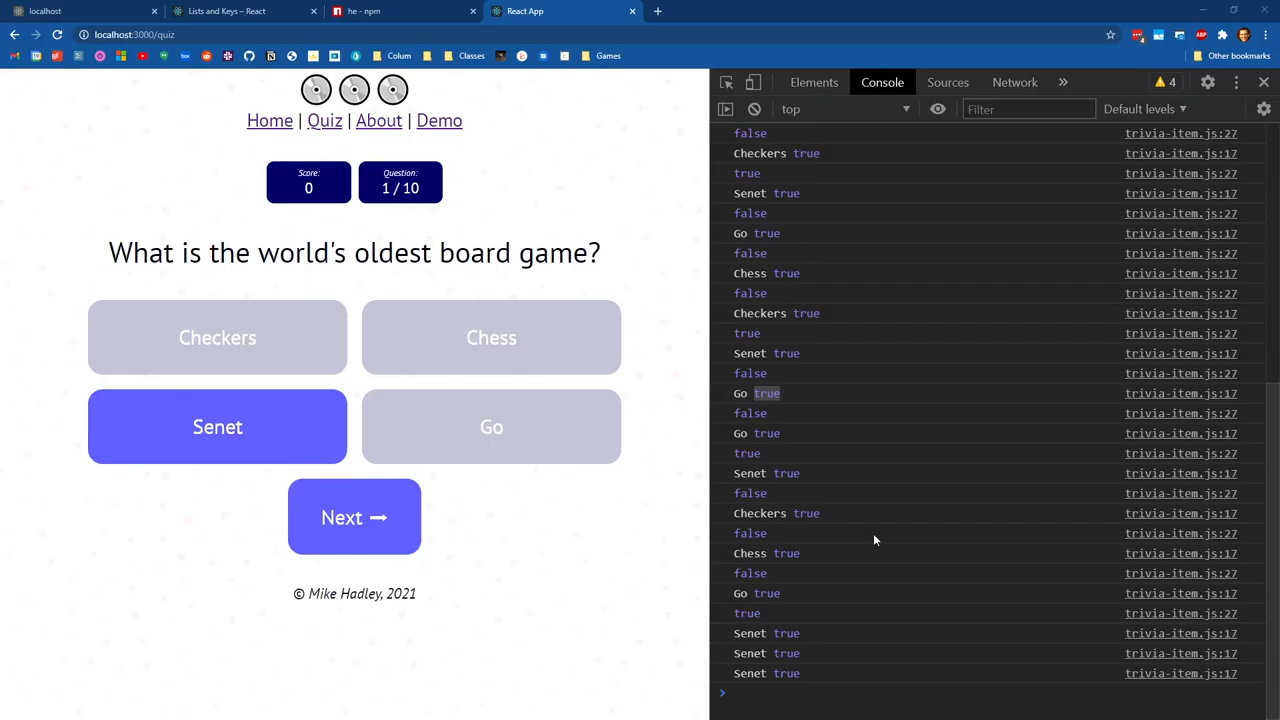 localhost
Lists and Keys – React
he - npm
React App
localhost:3000/quiz
Colum
Classes
Games
Other bookmarks
Home | Quiz | About | Demo
Score:
0
Question:
1 / 10
What is the world's oldest board game?
Checkers
Chess
Senet
Go
Next ➞
© Mike Hadley, 2021
Elements
Console
Sources
Network
»
4
top
Filter
Default levels
false trivia-item.js:27
Checkers true trivia-item.js:17
true trivia-item.js:27
Senet true trivia-item.js:17
false trivia-item.js:27
Go true trivia-item.js:17
false trivia-item.js:27
Chess true trivia-item.js:17
false trivia-item.js:27
Checkers true trivia-item.js:17
true trivia-item.js:27
Senet true trivia-item.js:17
false trivia-item.js:27
Go true trivia-item.js:17
false trivia-item.js:27
Go true trivia-item.js:17
true trivia-item.js:27
Senet true trivia-item.js:17
false trivia-item.js:27
Checkers true trivia-item.js:17
false trivia-item.js:27
Chess true trivia-item.js:17
false trivia-item.js:27
Go true trivia-item.js:17
true trivia-item.js:27
Senet true trivia-item.js:17
Senet true trivia-item.js:17
Senet true trivia-item.js:17